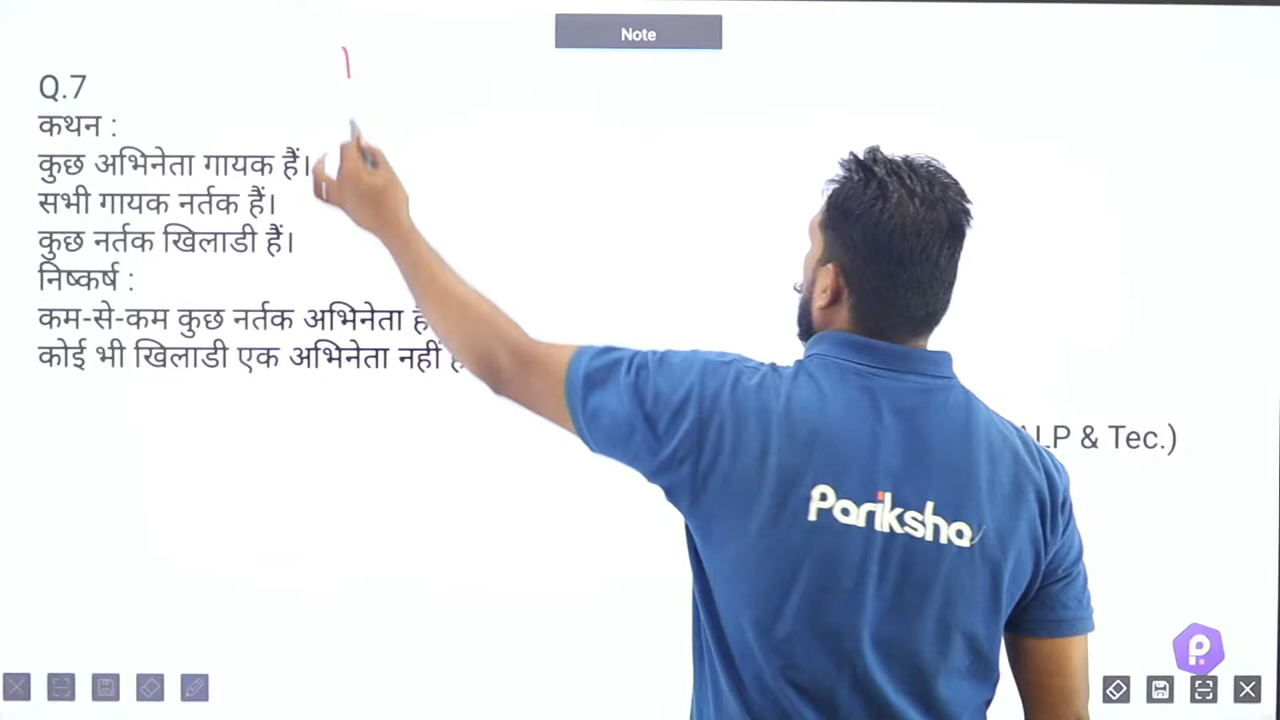 Note
Q.7
कथन :
कुछ अभिनेता गायक हैं।
सभी गायक नर्तक हैं।
कुछ नर्तक खिलाडी हैं।
निष्कर्ष :
कम-से-कम कुछ नर्तक अभिनेता
कोई भी खिलाडी एक अभिनेता नहीं
ALP & Tec.)
Pariksha